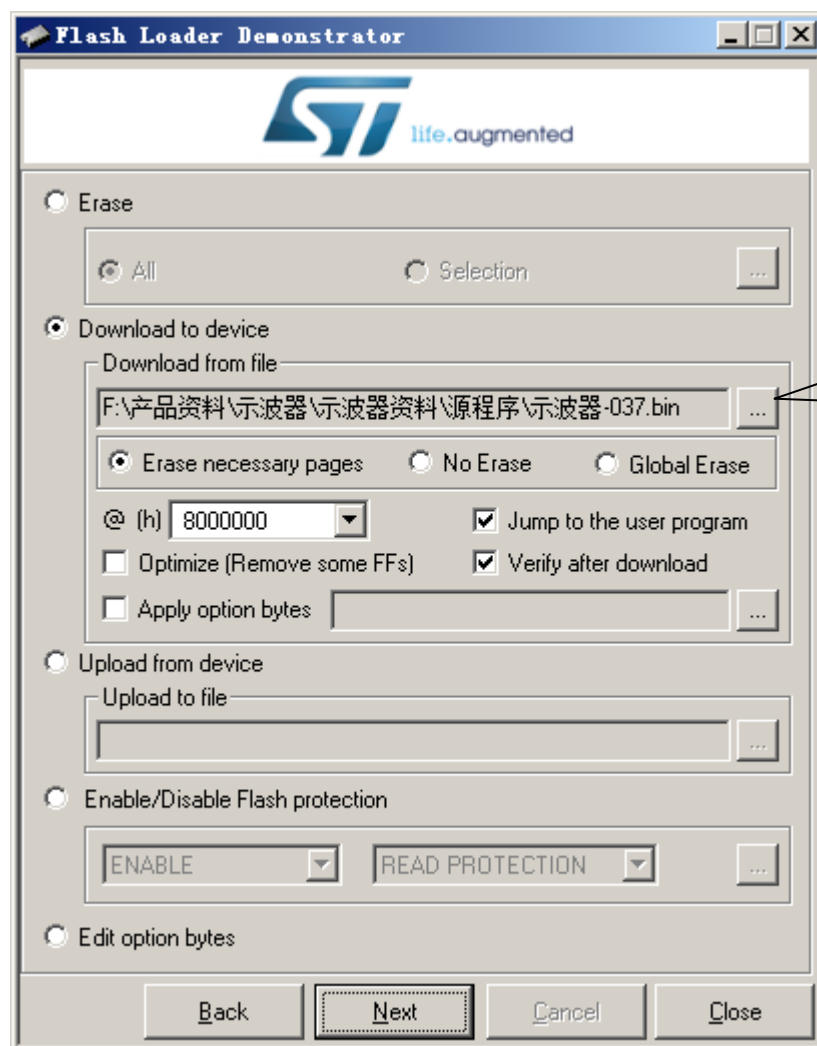 Flash Loader Demonstrator
ST life.augmented
Erase
All Selection ...
Download to device
Download from file
F:\产品资料\示波器\示波器资料\源程序\示波器-037.bin ...
Erase necessary pages No Erase Global Erase
@ (h) 8000000 Jump to the user program
Optimize (Remove some FFs) Verify after download
Apply option bytes ...
Upload from device
Upload to file
...
Enable/Disable Flash protection
ENABLE READ PROTECTION ...
Edit option bytes
Back Next Cancel Close